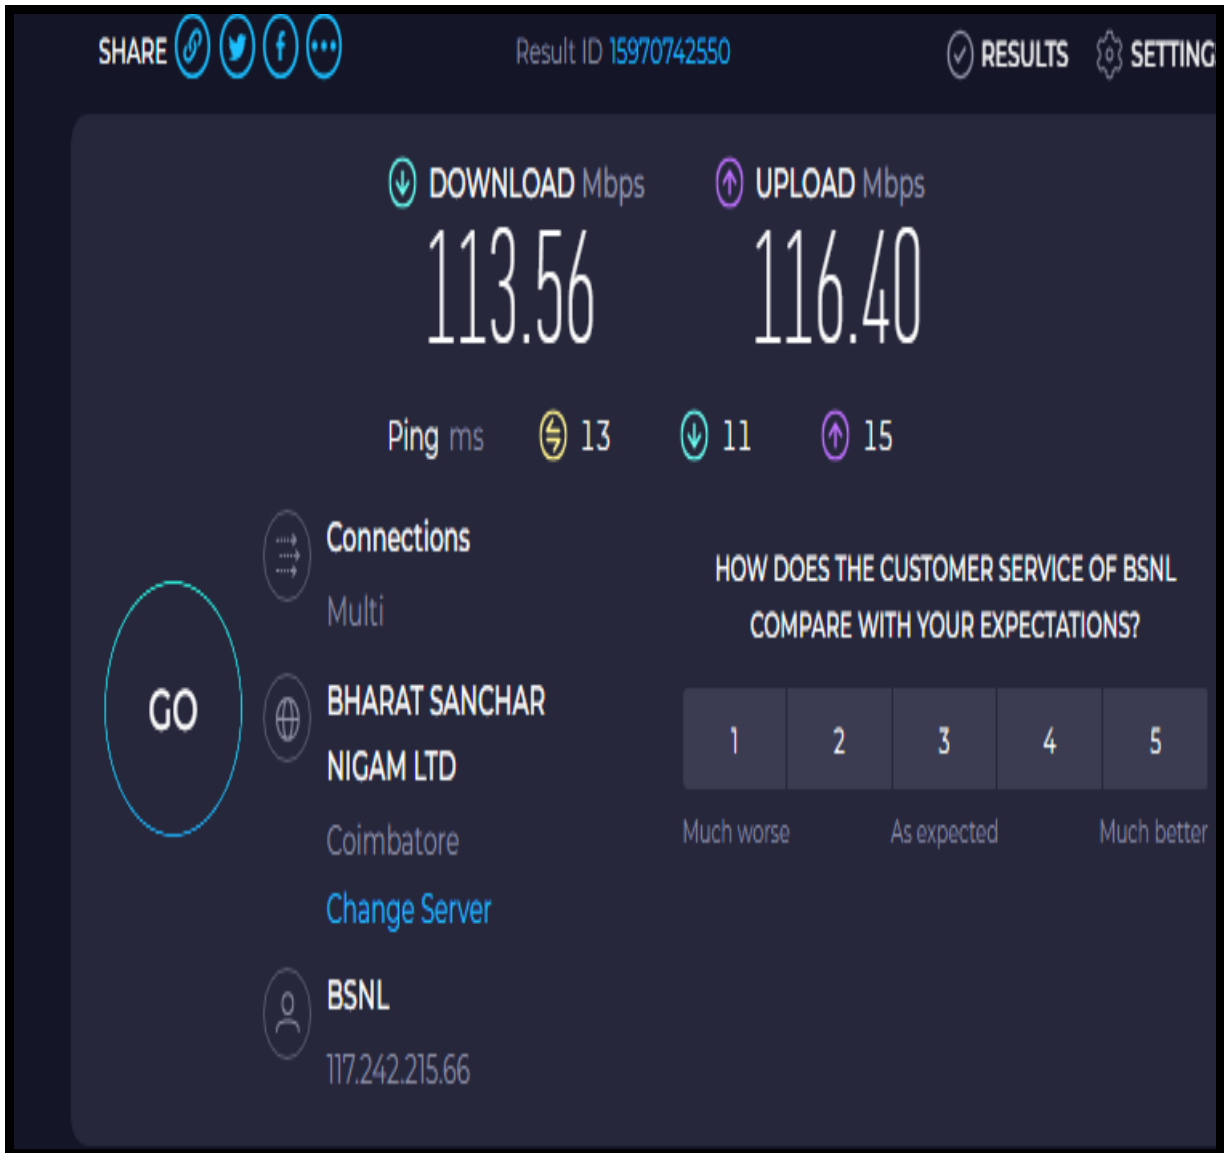 SHARE Result ID 15970742550 RESULTS SETTING
DOWNLOAD Mbps UPLOAD Mbps
113.56 116.40
Ping ms 13 11 15
Connections
Multi
HOW DOES THE CUSTOMER SERVICE OF BSNL
COMPARE WITH YOUR EXPECTATIONS?
GO
BHARAT SANCHAR
NIGAM LTD
1 2 3 4 5
Much worse As expected Much better
Coimbatore
Change Server
BSNL
117.242.215.66